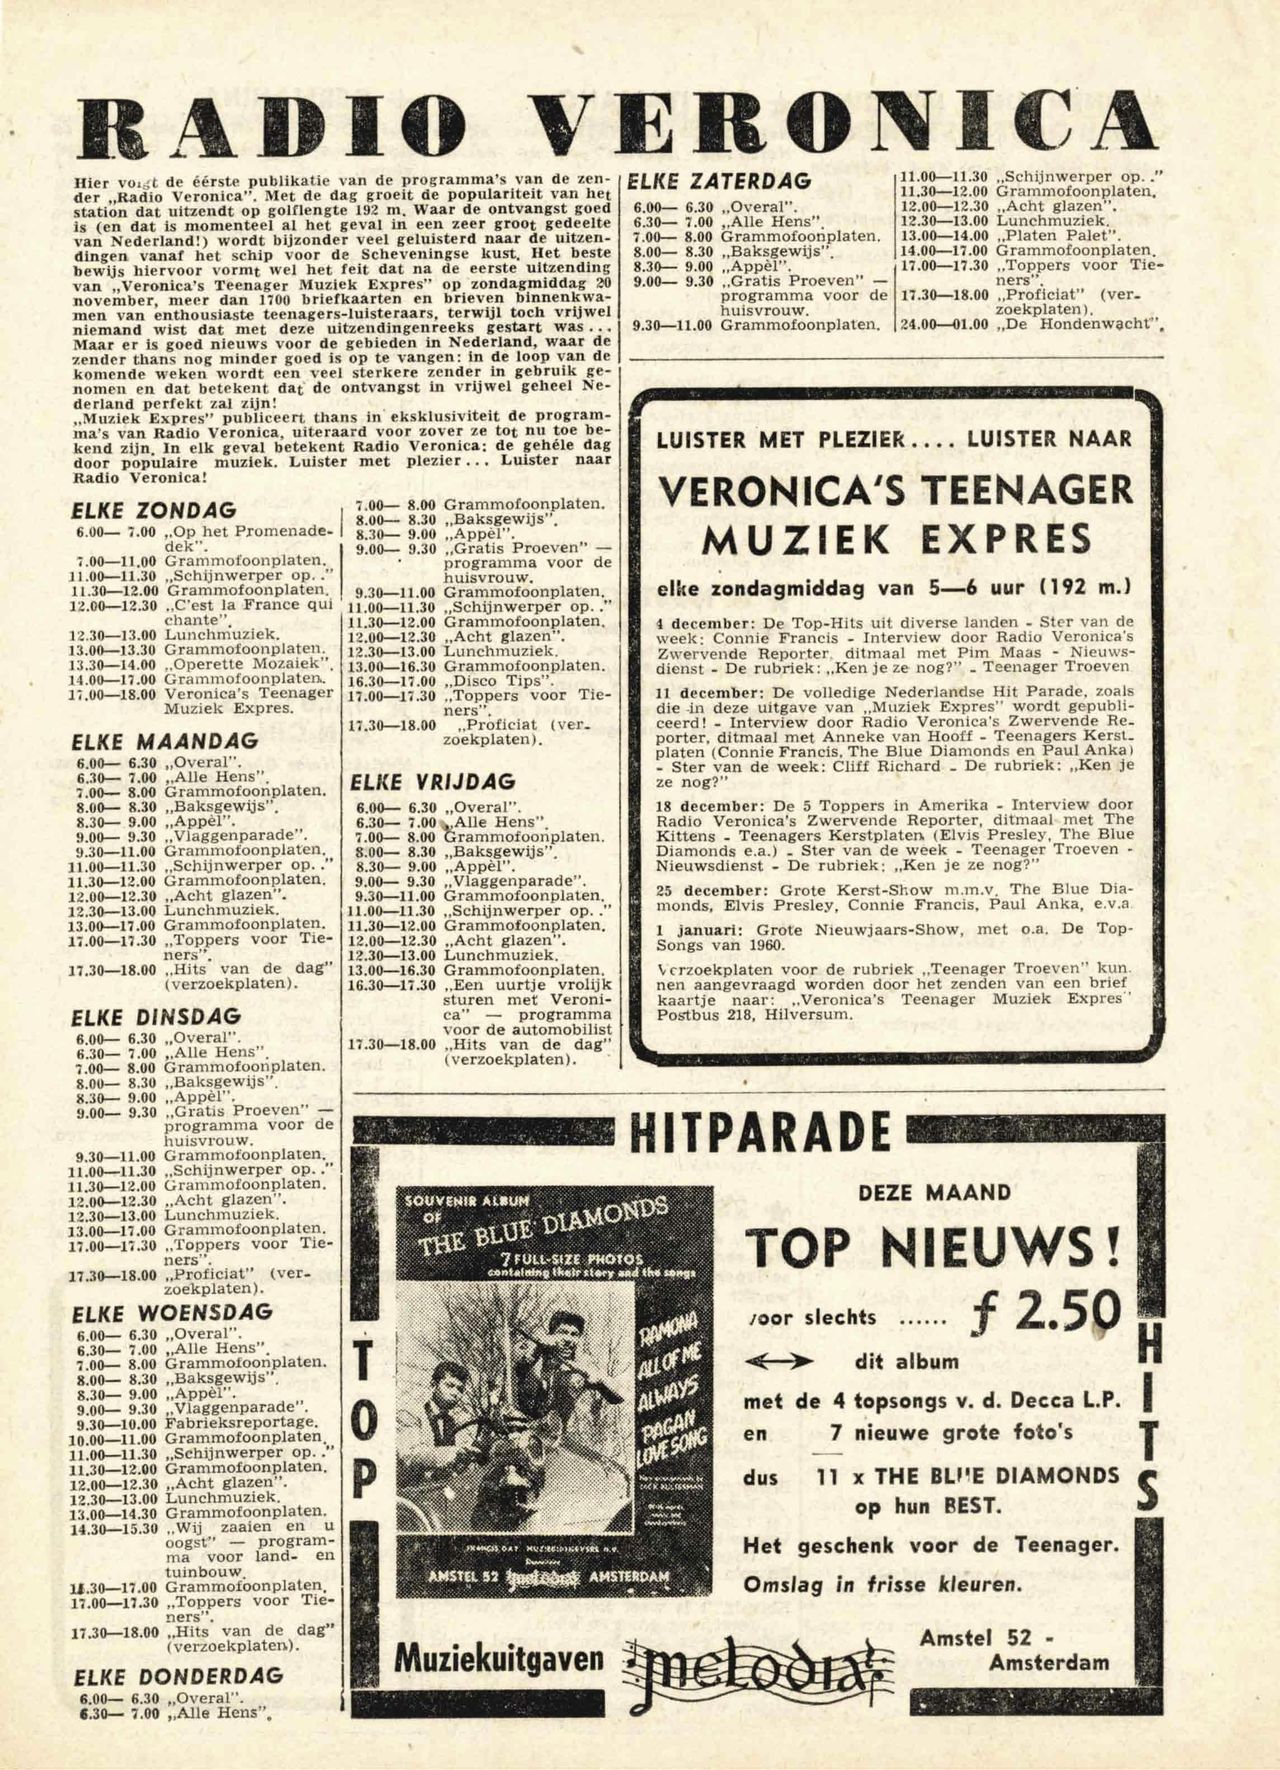 RADIO VERONICA
Hier volgt de éérste publikatie van de programma's van de zen-
der „Radio Veronica". Met de dag groeit de populariteit van het
station dat uitzendt op golflengte 192 m. Waar de ontvangst goed
is (en dat is momenteel al het geval in een zeer groot gedeelte
van Nederland!) wordt bijzonder veel geluisterd naar de uitzen-
dingen vanaf het schip voor de Scheveningse kust. Het beste
bewijs hiervoor vormt wel het feit dat na de eerste uitzending
van „Veronica's Teenager Muziek Expres" op zondagmiddag 20
november, meer dan 1700 briefkaarten en brieven binnenkwa-
men van enthousiaste teenagers-luisteraars, terwijl toch vrijwel
niemand wist dat met deze uitzendingenreeks gestart was ...
Maar er is goed nieuws voor de gebieden in Nederland, waar de
zender thans nog minder goed is op te vangen: in de loop van de
komende weken wordt een veel sterkere zender in gebruik ge-
nomen en dat betekent dat de ontvangst in vrijwel geheel Ne-
derland perfekt zal zijn!
„Muziek Expres" publiceert thans in eksklusiviteit de program-
ma's van Radio Veronica, uiteraard voor zover ze tot nu toe be-
kend zijn. In elk geval betekent Radio Veronica: de gehéle dag
door populaire muziek. Luister met plezier... Luister naar
Radio Veronica!
ELKE ZONDAG
6.00— 7.00 „Op het Promenade-
dek".
7.00—11.00 Grammofoonplaten.
11.00—11.30 „Schijnwerper op. ."
11.30—12.00 Grammofoonplaten.
12.00—12.30 „C'est la France qui
chante".
12.30—13.00 Lunchmuziek.
13.00—13.30 Grammofoonplaten.
13.30—14.00 „Operette Mozaiek".
14.00—17.00 Grammofoonplaten.
17.00—18.00 Veronica's Teenager
Muziek Expres.
ELKE MAANDAG
6.00— 6.30 „Overal".
6.30— 7.00 „Alle Hens".
7.00— 8.00 Grammofoonplaten.
8.00— 8.30 „Baksgewijs".
8.30— 9.00 „Appèl".
9.00— 9.30 „Vlaggenparade".
9.30—11.00 Grammofoonplaten.
11.00—11.30 „Schijnwerper op. ."
11.30—12.00 Grammofoonplaten.
12.00—12.30 „Acht glazen".
12.30—13.00 Lunchmuziek.
13.00—17.00 Grammofoonplaten.
17.00—17.30 „Toppers voor Tie-
ners".
17.30—18.00 „Hits van de dag"
(verzoekplaten).
ELKE DINSDAG
6.00— 6.30 „Overal".
6.30— 7.00 „Alle Hens".
7.00— 8.00 Grammofoonplaten.
8.00— 8.30 „Baksgewijs".
8.30— 9.00 „Appèl".
9.00— 9.30 „Gratis Proeven" —
programma voor de
huisvrouw.
9.30—11.00 Grammofoonplaten.
11.00—11.30 „Schijnwerper op. ."
11.30—12.00 Grammofoonplaten.
12.00—12.30 „Acht glazen".
12.30—13.00 Lunchmuziek.
13.00—17.00 Grammofoonplaten.
17.00—17.30 „Toppers voor Tie-
ners".
17.30—18.00 „Proficiat" (ver-
zoekplaten).
ELKE WOENSDAG
6.00— 6.30 „Overal".
6.30— 7.00 „Alle Hens".
7.00— 8.00 Grammofoonplaten.
8.00— 8.30 „Baksgewijs".
8.30— 9.00 „Appèl".
9.00— 9.30 „Vlaggenparade".
9.30—10.00 Fabrieksreportage.
10.00—11.00 Grammofoonplaten.
11.00—11.30 „Schijnwerper op. ."
11.30—12.00 Grammofoonplaten.
12.00—12.30 „Acht glazen".
12.30—13.00 Lunchmuziek.
13.00—14.30 Grammofoonplaten.
14.30—15.30 „Wij zaaien en u
oogst" — program-
ma voor land- en
tuinbouw.
.30—17.00 Grammofoonplaten.
17.00—17.30 „Toppers voor Tie-
ners".
17.30—18.00 „Hits van de dag"
(verzoekplaten).
ELKE DONDERDAG
6.00— 6.30 „Overal".
6.30— 7.00 „Alle Hens".
7.00— 8.00 Grammofoonplaten.
8.00— 8.30 „Baksgewijs".
8.30— 9.00 „Appèl".
9.00— 9.30 „Gratis Proeven" —
programma voor de
huisvrouw.
9.30—11.00 Grammofoonplaten.
11.00—11.30 „Schijnwerper op. ."
11.30—12.00 Grammofoonplaten.
12.00—12.30 „Acht glazen".
12.30—13.00 Lunchmuziek.
13.00—16.30 Grammofoonplaten.
16.30—17.00 „Disco Tips".
17.00—17.30 „Toppers voor Tie-
ners".
17.30—18.00 „Proficiat (ver-
zoekplaten).
ELKE VRIJDAG
6.00— 6.30 „Overal".
6.30— 7.00 „Alle Hens".
7.00— 8.00 Grammofoonplaten.
8.00— 8.30 „Baksgewijs".
8.30— 9.00 „Appèl".
9.00— 9.30 „Vlaggenparade".
9.30—11.00 Grammofoonplaten.
11.00—11.30 „Schijnwerper op. ."
11.30—12.00 Grammofoonplaten.
12.00—12.30 „Acht glazen".
12.30—13.00 Lunchmuziek.
13.00—16.30 Grammofoonplaten.
16.30—17.30 „Een uurtje vrolijk
sturen met Veroni-
ca" — programma
voor de automobilist
17.30—18.00 „Hits van de dag"
(verzoekplaten).
ELKE ZATERDAG
6.00— 6.30 „Overal".
6.30— 7.00 „Alle Hens".
7.00— 8.00 Grammofoonplaten.
8.00— 8.30 „Baksgewijs".
8.30— 9.00 „Appèl".
9.00— 9.30 „Gratis Proeven" —
programma voor de
huisvrouw.
9.30—11.00 Grammofoonplaten.
11.00—11.30 „Schijnwerper op. ."
11.30—12.00 Grammofoonplaten.
12.00—12.30 „Acht glazen".
12.30—13.00 Lunchmuziek.
13.00—14.00 „Platen Palet".
14.00—17.00 Grammofoonplaten.
17.00—17.30 „Toppers voor Tie-
ners".
17.30—18.00 „Proficiat" (ver-
zoekplaten).
24.00—01.00 „De Hondenwacht".
LUISTER MET PLEZIER.... LUISTER NAAR
VERONICA'S TEENAGER
MUZIEK EXPRES
elke zondagmiddag van 5—6 uur (192 m.)
4 december: De Top-Hits uit diverse landen - Ster van de
week: Connie Francis - Interview door Radio Veronica's
Zwervende Reporter, ditmaal met Pim Maas - Nieuws-
dienst - De rubriek: „Ken je ze nog?" - Teenager Troeven
11 december: De volledige Nederlandse Hit Parade, zoals
die in deze uitgave van „Muziek Expres" wordt gepubli-
ceerd! - Interview door Radio Veronica's Zwervende Re-
porter, ditmaal met Anneke van Hooff - Teenagers Kerst-
platen (Connie Francis, The Blue Diamonds en Paul Anka)
- Ster van de week: Cliff Richard - De rubriek: „Ken je
ze nog?"
18 december: De 5 Toppers in Amerika - Interview door
Radio Veronica's Zwervende Reporter, ditmaal met The
Kittens - Teenagers Kerstplaten (Elvis Presley, The Blue
Diamonds e.a.) - Ster van de week - Teenager Troeven -
Nieuwsdienst - De rubriek: „Ken je ze nog?"
25 december: Grote Kerst-Show m.m.v. The Blue Dia-
monds, Elvis Presley, Connie Francis, Paul Anka, e.v.a.
1 januari: Grote Nieuwjaars-Show, met o.a. De Top-
Songs van 1960.
Verzoekplaten voor de rubriek „Teenager Troeven" kun-
nen aangevraagd worden door het zenden van een brief
kaartje naar: „Veronica's Teenager Muziek Expres"
Postbus 218, Hilversum.
HITPARADE
TOP
HITS
SOUVENIR ALBUM
OF
THE BLUE DIAMONDS
7 FULL-SIZE PHOTOS
containing their story and the songs
RAMONA
ALL OF ME
ALWAYS
PAGAN
LOVE SONG
AMSTEL 52 melodia AMSTERDAM
DEZE MAAND
TOP NIEUWS!
voor slechts ...... f 2.50
dit album
met de 4 topsongs v. d. Decca L.P.
en 7 nieuwe grote foto's
dus 11 x THE BLUE DIAMONDS
op hun BEST.
Het geschenk voor de Teenager.
Omslag in frisse kleuren.
Muziekuitgaven melodia
Amstel 52 -
Amsterdam